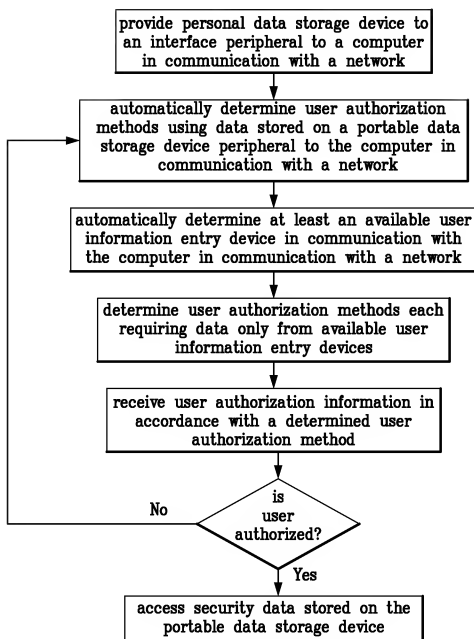 provide personal data storage device to
an interface peripheral to a computer
in communication with a network
automatically determine user authorization
methods using data stored on a portable data
storage device peripheral to the computer in
communication with a network
automatically determine at least an available user
information entry device in communication with
the computer in communication with a network
determine user authorization methods each
requiring data only from available user
information entry devices
receive user authorization information in
accordance with a determined user
authorization method
is
user
authorized?
No
Yes
access security data stored on the
portable data storage device